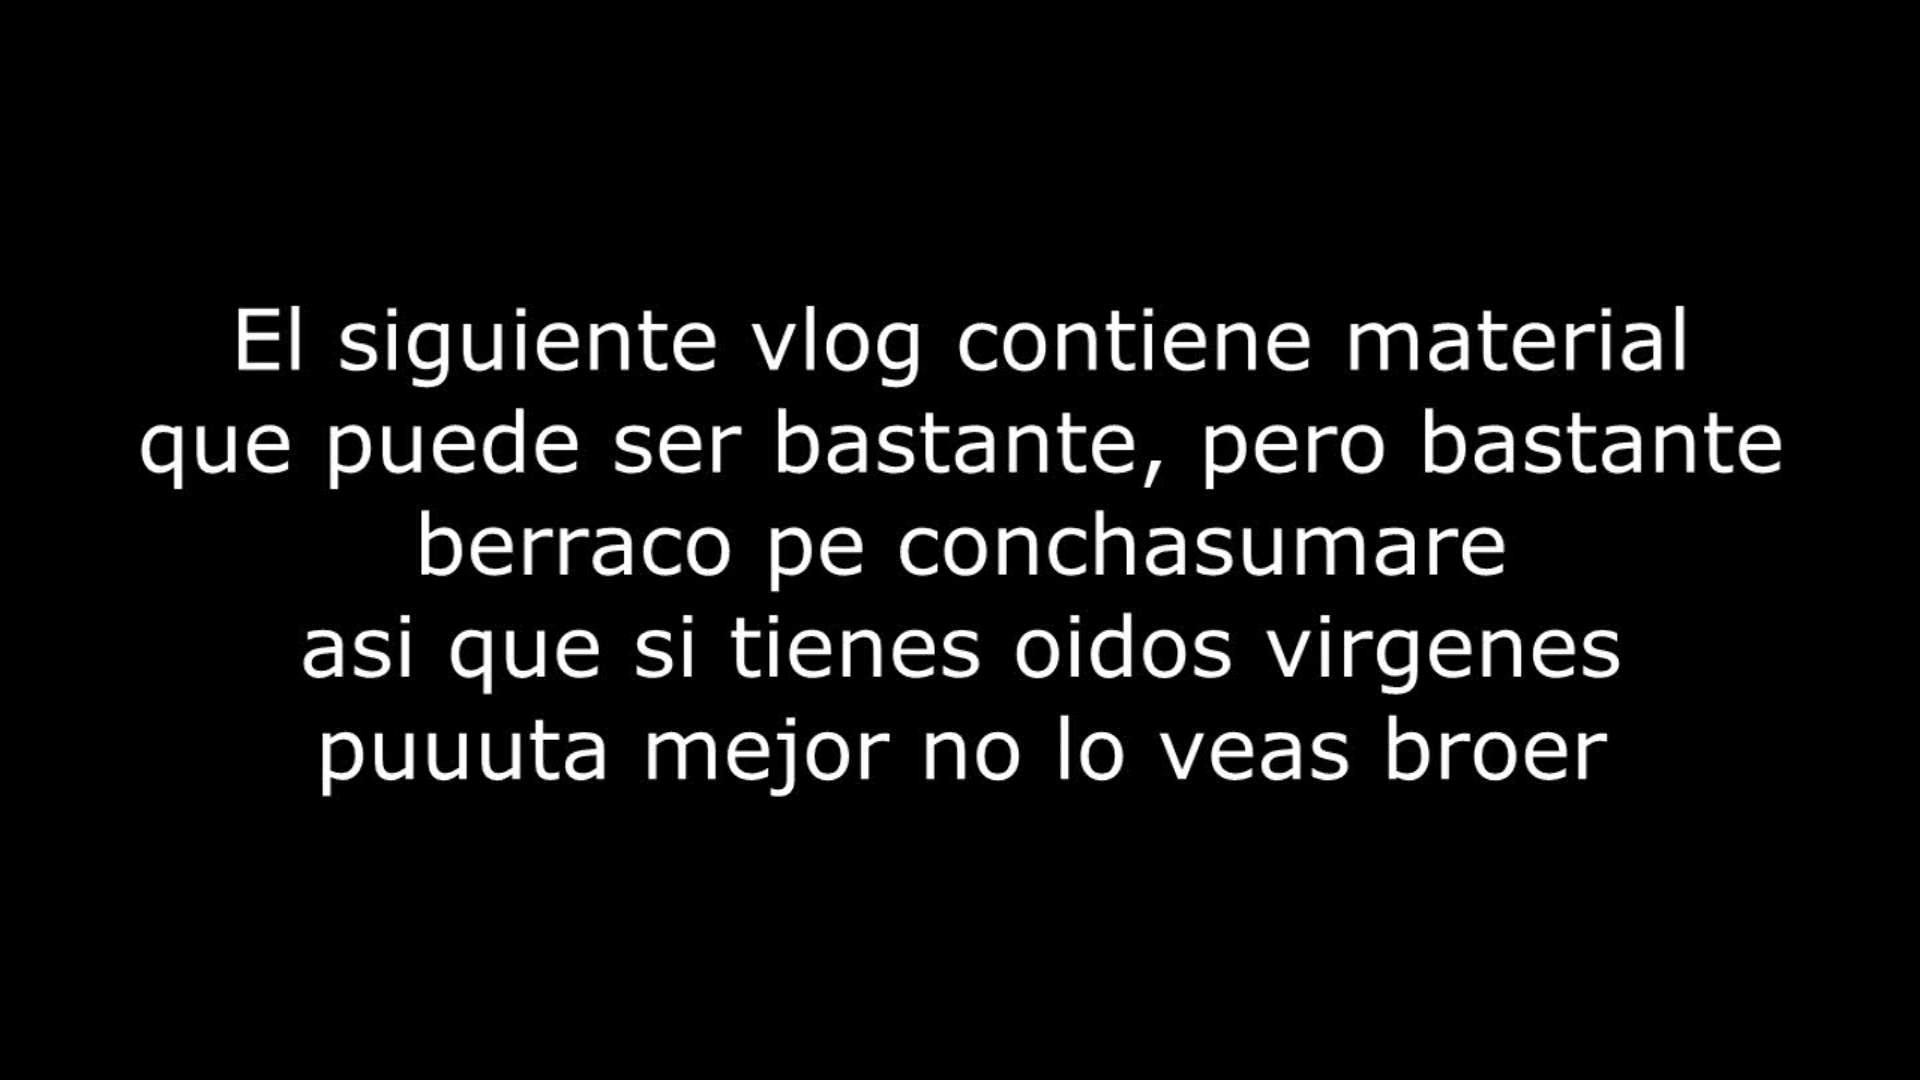 El siguiente vlog contiene material
que puede ser bastante, pero bastante
berraco pe conchasumare
asi que si tienes oidos virgenes
puuuta mejor no lo veas broer